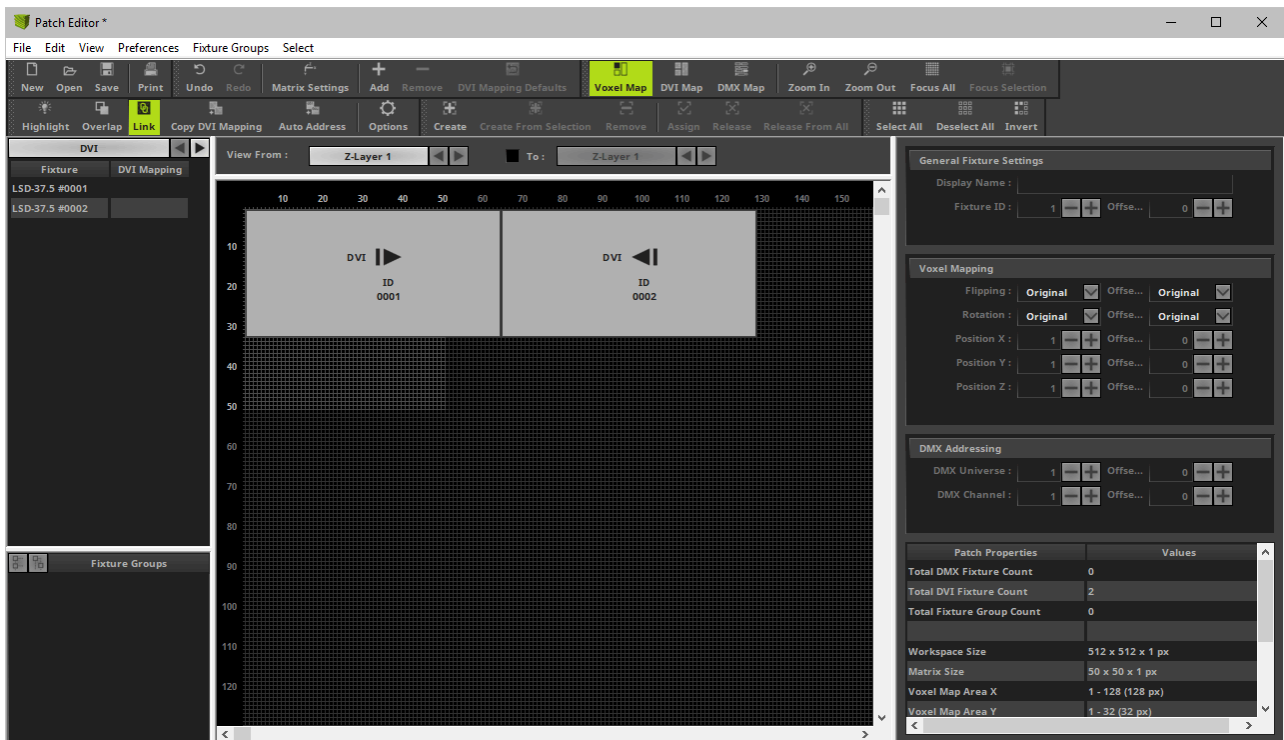 Patch Editor *
File Edit View Preferences Fixture Groups Select
New Open Save Print Undo Redo Matrix Settings Add Remove DVI Mapping Defaults Voxel Map DVI Map DMX Map Zoom In Zoom Out Focus All Focus Selection
Highlight Overlap Link Copy DVI Mapping Auto Address Options Create Create From Selection Remove Assign Release Release From All Select All Deselect All Invert
DVI
Fixture DVI Mapping
LSD-37.5 #0001
LSD-37.5 #0002
Fixture Groups
View From : Z-Layer 1 To : Z-Layer 1
10 20 30 40 50 60 70 80 90 100 110 120 130 140 150
10
20
30
40
50
60
70
80
90
100
110
120
DVI
ID
0001
DVI
ID
0002
General Fixture Settings
Display Name :
Fixture ID : 1 Offse... 0
Voxel Mapping
Flipping : Original Offse... Original
Rotation : Original Offse... Original
Position X : 1 Offse... 0
Position Y : 1 Offse... 0
Position Z : 1 Offse... 0
DMX Addressing
DMX Universe : 1 Offse... 0
DMX Channel : 1 Offse... 0
Patch Properties Values
Total DMX Fixture Count 0
Total DVI Fixture Count 2
Total Fixture Group Count 0
Workspace Size 512 x 512 x 1 px
Matrix Size 50 x 50 x 1 px
Voxel Map Area X 1 - 128 (128 px)
Voxel Map Area Y 1 - 32 (32 px)